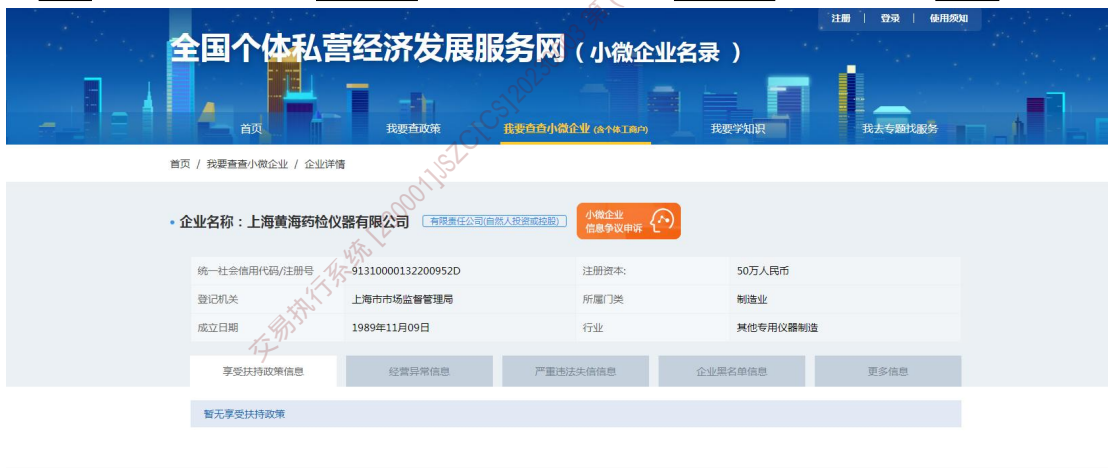 注册 | 登录 | 使用须知
全国个体私营经济发展服务网（小微企业名录 ）
首页 我要查政策 我要查查小微企业 (含个体工商户) 我要学知识 我去专题找服务
首页 / 我要查查小微企业 / 企业详情
企业名称：上海黄海药检仪器有限公司 有限责任公司(自然人投资或控股) 小微企业
信息争议申诉
统一社会信用代码/注册号 91310000132200952D 注册资本: 50万人民币
登记机关 上海市市场监督管理局 所属门类 制造业
成立日期 1989年11月09日 行业 其他专用仪器制造
享受扶持政策信息 经营异常信息 严重违法失信信息 企业黑名单信息 更多信息
暂无享受扶持政策